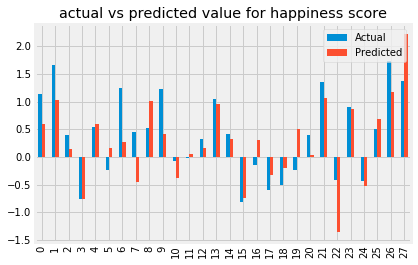 actual vs predicted value for happiness score
Actual
Predicted
2.0
1.5
1.0
0.5
0.0
−0.5
−1.0
−1.5
0 1 2 3 4 5 6 7 8 9 10 11 12 13 14 15 16 17 18 19 20 21 22 23 24 25 26 27